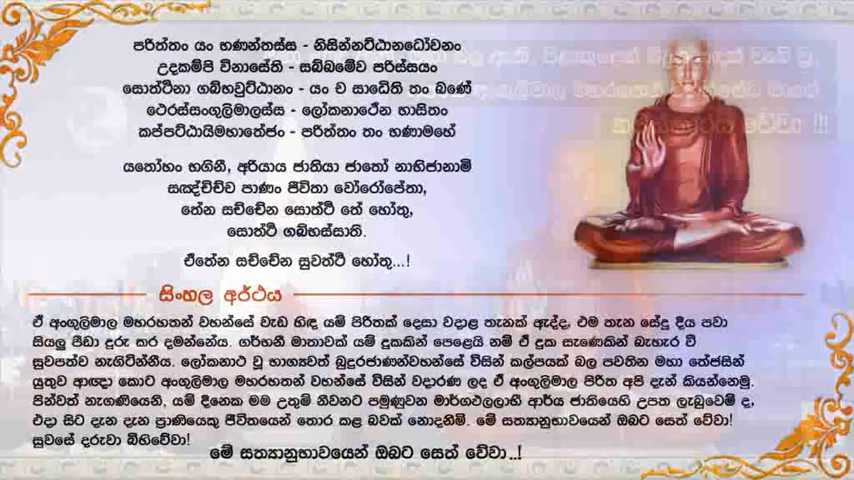 පරිත්තං යං භණන්තස්ස - නිසින්නට්ඨානධෝවනං
උදකම්පි විනාසේති - සබ්බමේව පරිස්සයං
සොත්ථිනා ගබ්භවුට්ඨානං - යං ච සාධේති තං ඛණේ
ථෙරස්සංගුලිමාලස්ස - ලෝකනාථේන භාසිතං
කප්පට්ඨායිමහාතේජං - පරිත්තං තං භණාමහේ
යතෝහං භගිනී, අරියාය ජාතියා ජාතෝ නාභිජානාමි
සඤ්චිච්ච පාණං ජීවිතා වෝරෝපේතා,
තේන සච්චේන සොත්ථි තේ හෝතු,
සොත්ථි ගබ්භස්සාති.
ඒතේන සච්චේන සුවත්ථි හෝතු...!
සිංහල අර්ථය
ඒ අංගුලිමාල මහරහතන් වහන්සේ වැඩ හිඳ යම් පිරිතක් දෙසා වදාළ තැනක් ඇද්ද, එම තැන සේදූ දිය පවා
සියලු පීඩා දුරු කර දමන්නේය. ගර්භනී මාතාවක් යම් දුකකින් පෙළෙයි නම් ඒ දුක සැණෙකින් බැහැර වී
සුවපත්ව නැගිටින්නීය. ලෝකනාථ වූ භාග්‍යවත් බුදුරජාණන්වහන්සේ විසින් කල්පයක් බල පවතින මහා තේජසින්
යුතුව ආඥා කොට අංගුලිමාල මහරහතන් වහන්සේ විසින් වදාරණ ලද ඒ අංගුලිමාල පිරිත අපි දැන් කියන්නෙමු.
පින්වත් නැගණියෙනි, යම් දිනෙක මම උතුම් නිවනට පමුණුවන මාර්ගඵලලාභී ආර්ය ජාතියෙහි උපත ලැබුවෙම් ද,
එදා සිට දැන දැන ප්‍රාණියෙකු ජීවිතයෙන් තොර කළ බවක් නොදනිමි. මේ සත්‍යානුභාවයෙන් ඔබට සෙත් වේවා!
සුවසේ දරුවා බිහිවේවා!
මේ සත්‍යානුභාවයෙන් ඔබට සෙත් වේවා..!